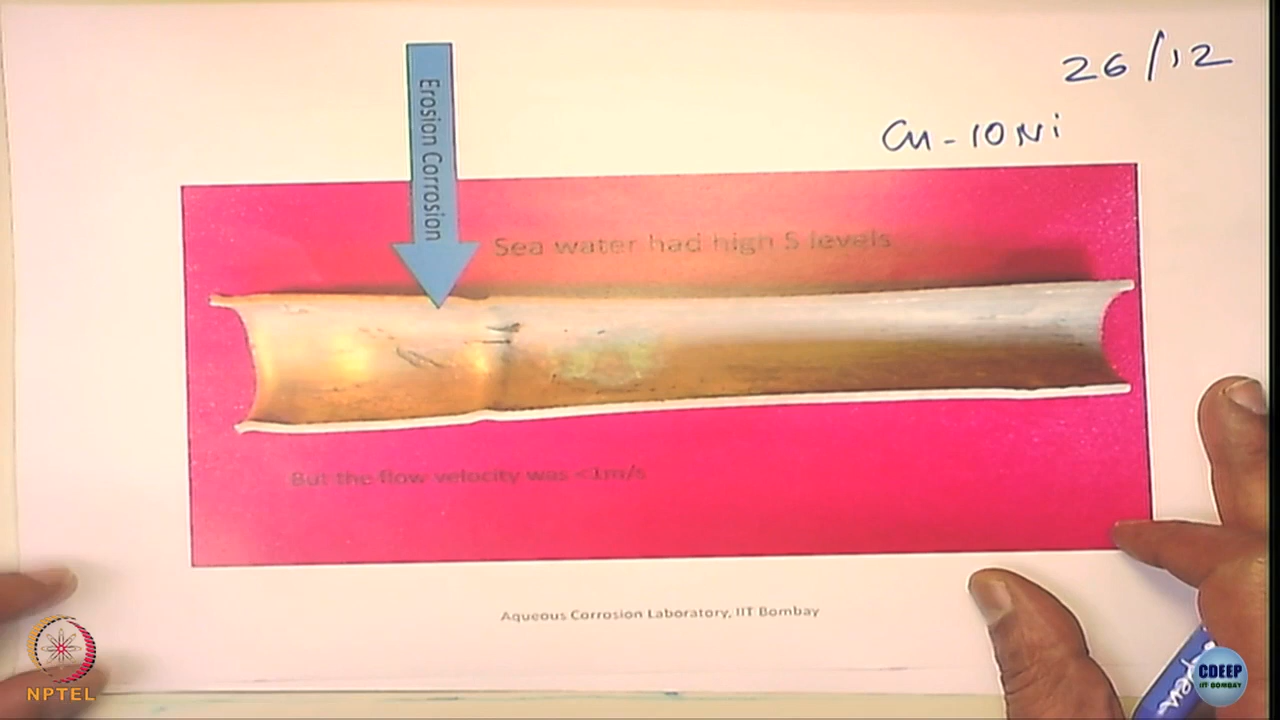 26/12
Cu-10Ni
Erosion Corrosion
Sea water had high S levels
But the flow velocity was <1m/s
Aqueous Corrosion Laboratory, IIT Bombay
NPTEL
CDEEP
IIT BOMBAY